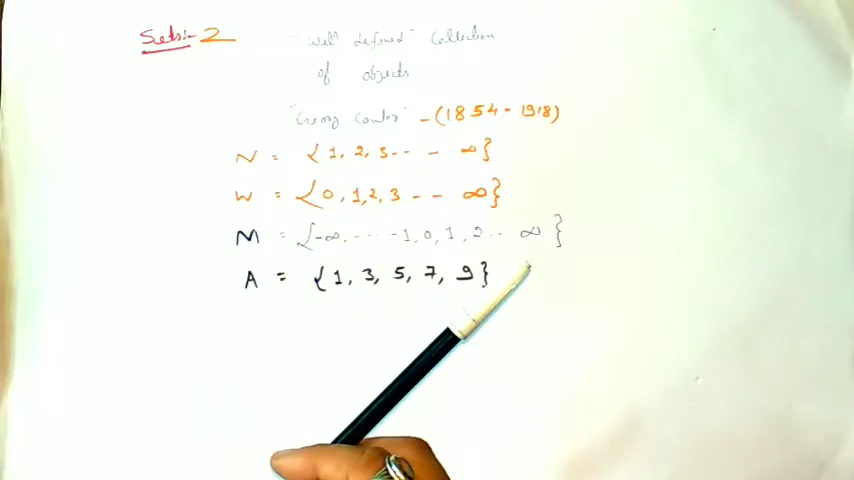 Sets:- 2
"Well defined" Collection
of objects
"Georg Cantor" - (1854 - 1918)
N = {1, 2, 3 - - - ∞}
W = {0, 1, 2, 3 - - ∞}
M = {-∞, - - - -1, 0, 1, 2 - - ∞}
A = {1, 3, 5, 7, 9}